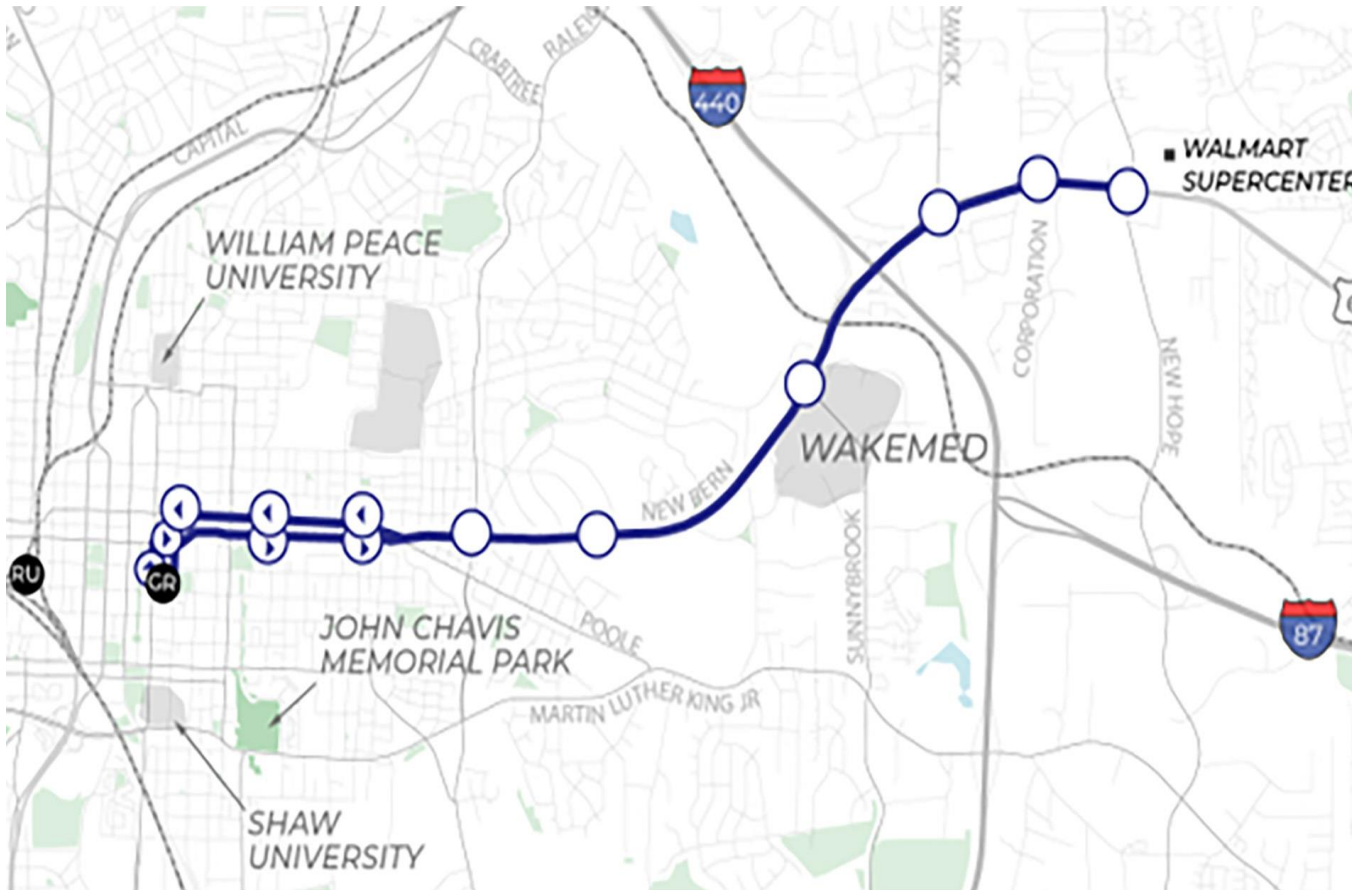 CRABTREE
440
CAPITAL
WALMART
SUPERCENTER
WILLIAM PEACE
UNIVERSITY
CORPORATION
NEW HOPE
WAKEMED
NEW BERN
SUNNYBROOK
RU
GR
JOHN CHAVIS
MEMORIAL PARK
POOLE
87
MARTIN LUTHER KING JR
SHAW
UNIVERSITY